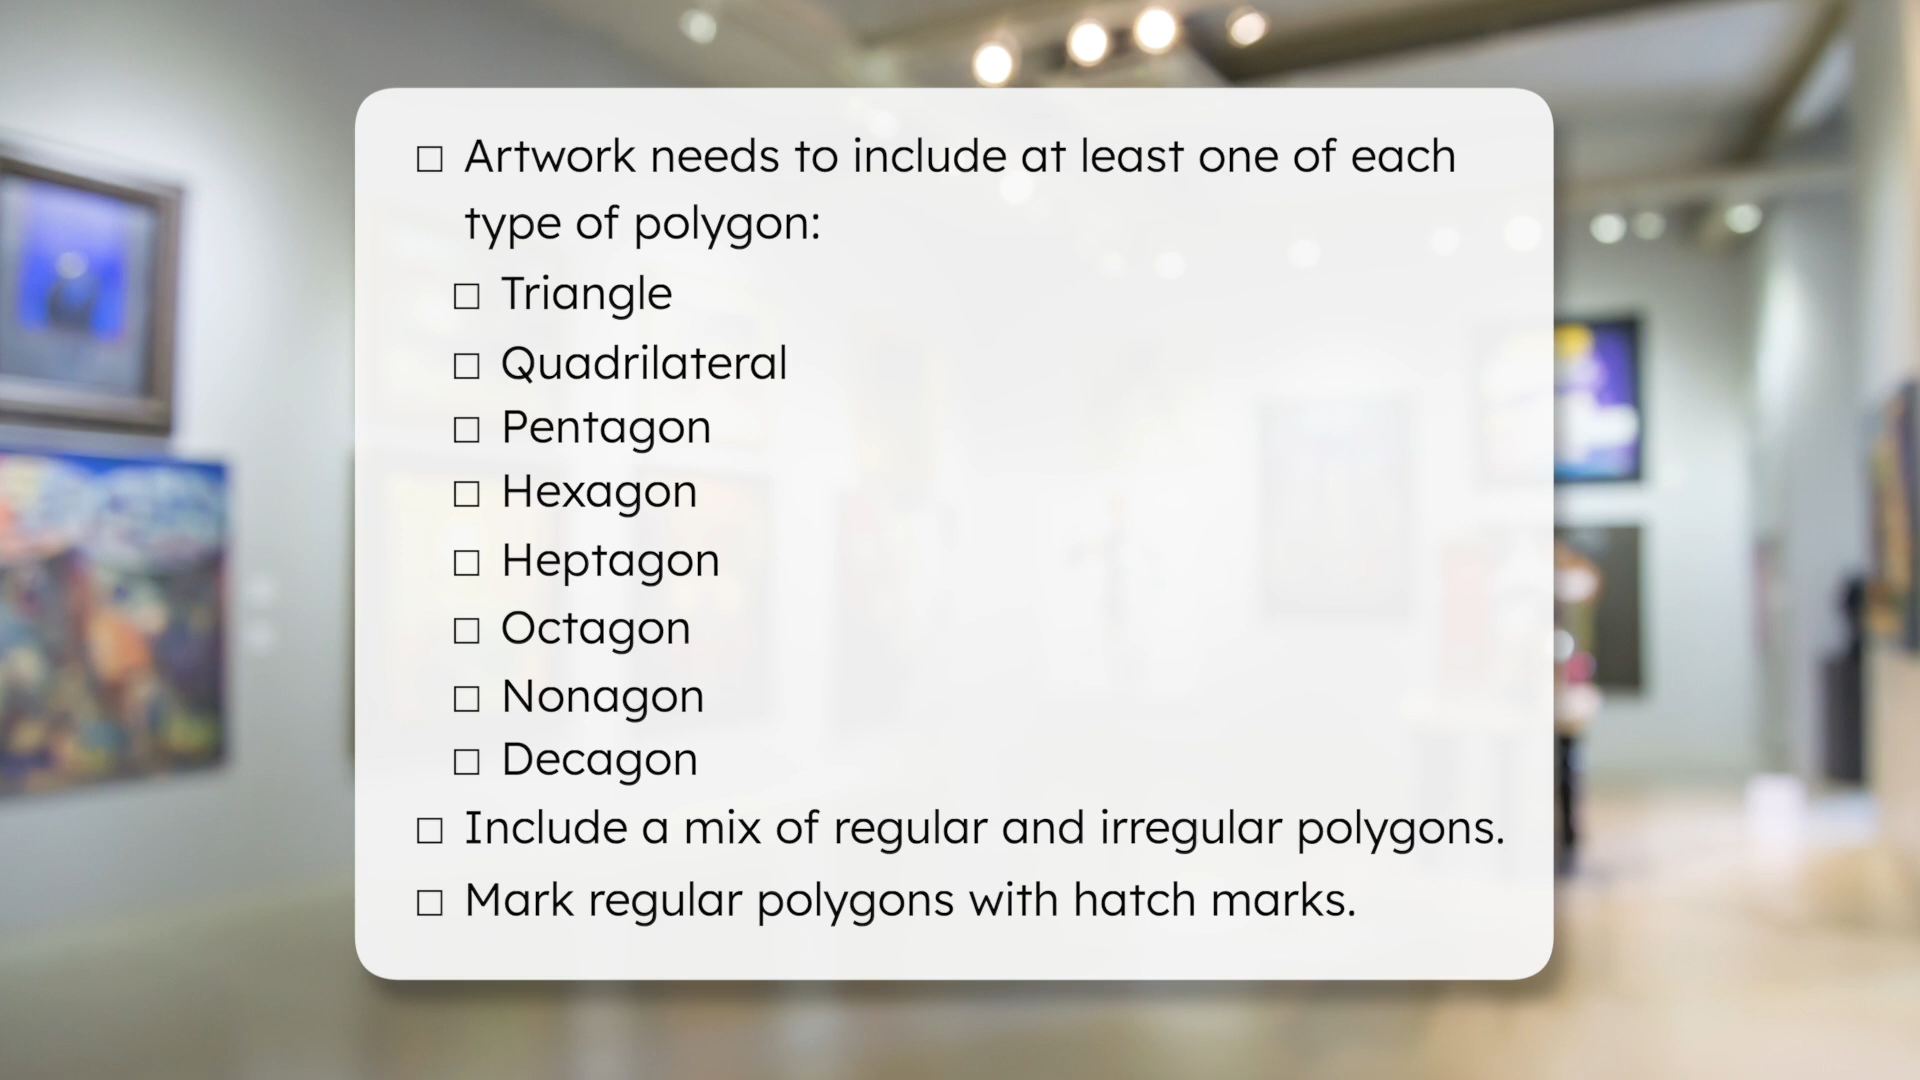 ☐ Artwork needs to include at least one of each
type of polygon:
☐ Triangle
☐ Quadrilateral
☐ Pentagon
☐ Hexagon
☐ Heptagon
☐ Octagon
☐ Nonagon
☐ Decagon
☐ Include a mix of regular and irregular polygons.
☐ Mark regular polygons with hatch marks.